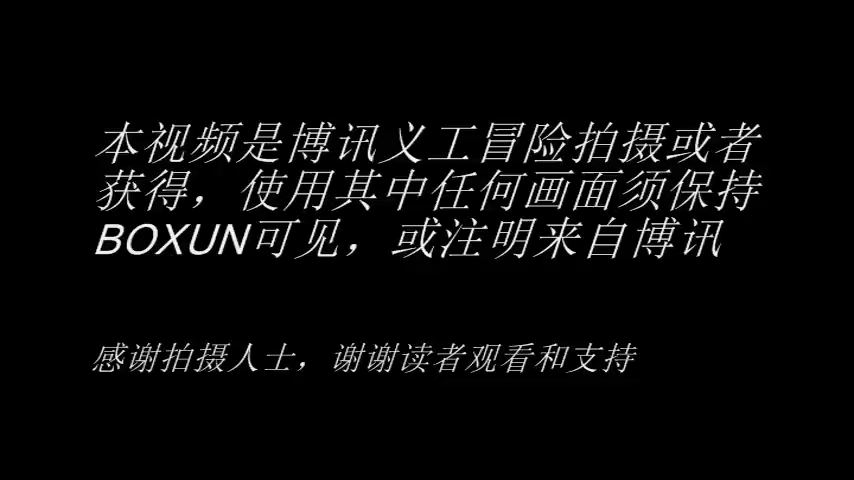 本视频是博讯义工冒险拍摄或者
获得，使用其中任何画面须保持
BOXUN可见，或注明来自博讯
感谢拍摄人士，谢谢读者观看和支持